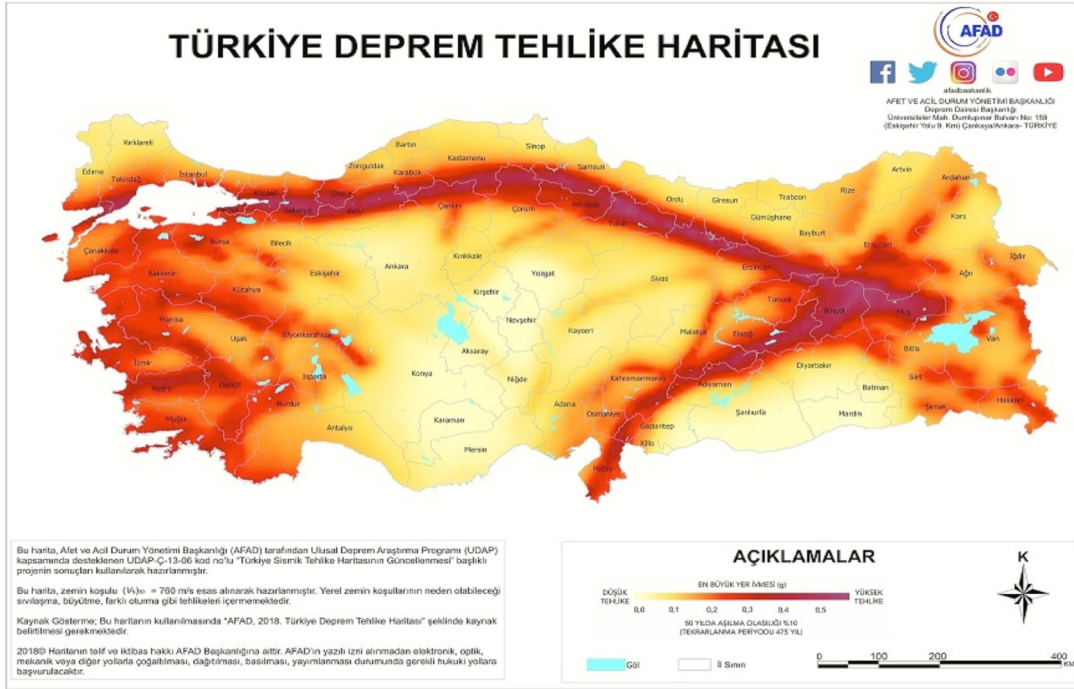 TÜRKİYE DEPREM TEHLİKE HARİTASI
AFAD
afadbaskanlik
AFET VE ACİL DURUM YÖNETİMİ BAŞKANLIĞI
Deprem Dairesi Başkanlığı
Üniversiteler Mah. Dumlupınar Bulvarı No: 159
(Eskişehir Yolu 9. Km) Çankaya/Ankara- TÜRKİYE
Kırklareli
Edirne
Tekirdağ
İstanbul
Kocaeli
Sakarya
Düzce
Bolu
Zonguldak
Bartın
Karabük
Kastamonu
Sinop
Samsun
Çankırı
Çorum
Amasya
Tokat
Ordu
Giresun
Trabzon
Rize
Artvin
Ardahan
Kars
Gümüşhane
Bayburt
Erzurum
Iğdır
Ağrı
Çanakkale
Balıkesir
Bursa
Bilecik
Eskişehir
Ankara
Kırıkkale
Yozgat
Sivas
Erzincan
Tunceli
Bingöl
Muş
Van
Bitlis
Kütahya
Kırşehir
Nevşehir
Kayseri
Malatya
Elazığ
Manisa
Uşak
Afyonkarahisar
Aksaray
Konya
Niğde
İzmir
Aydın
Denizli
Isparta
Burdur
Muğla
Antalya
Karaman
Mersin
Adana
Osmaniye
Kahramanmaraş
Adıyaman
Gaziantep
Kilis
Hatay
Şanlıurfa
Diyarbakır
Batman
Mardin
Siirt
Şırnak
Hakkari
Bu harita, Afet ve Acil Durum Yönetimi Başkanlığı (AFAD) tarafından Ulusal Deprem Araştırma Programı (UDAP)
kapsamında desteklenen UDAP-Ç-13-06 kod no'lu "Türkiye Sismik Tehlike Haritasının Güncellenmesi" başlıklı
projenin sonuçları kullanılarak hazırlanmıştır.
Bu harita, zemin koşulu (Vₛ)₃₀ = 760 m/s esas alınarak hazırlanmıştır. Yerel zemin koşullarının neden olabileceği
sıvılaşma, büyütme, farklı oturma gibi tehlikeleri içermemektedir.
Kaynak Gösterme; Bu haritanın kullanılmasında "AFAD, 2018. Türkiye Deprem Tehlike Haritası" şeklinde kaynak
belirtilmesi gerekmektedir.
2018© Haritanın telif ve iktibas hakkı AFAD Başkanlığına aittir. AFAD'ın yazılı izni alınmadan elektronik, optik,
mekanik veya diğer yollarla çoğaltılması, dağıtılması, basılması, yayımlanması durumunda gerekli hukuki yollara
başvurulacaktır.
AÇIKLAMALAR
EN BÜYÜK YER İVMESİ (g)
DÜŞÜK TEHLİKE
YÜKSEK TEHLİKE
0,0 0,1 0,2 0,3 0,4 0,5
50 YILDA AŞILMA OLASILIĞI %10
(TEKRARLANMA PERİYODU 475 YIL)
Göl
İl Sınırı
K
0 100 200 400
KM